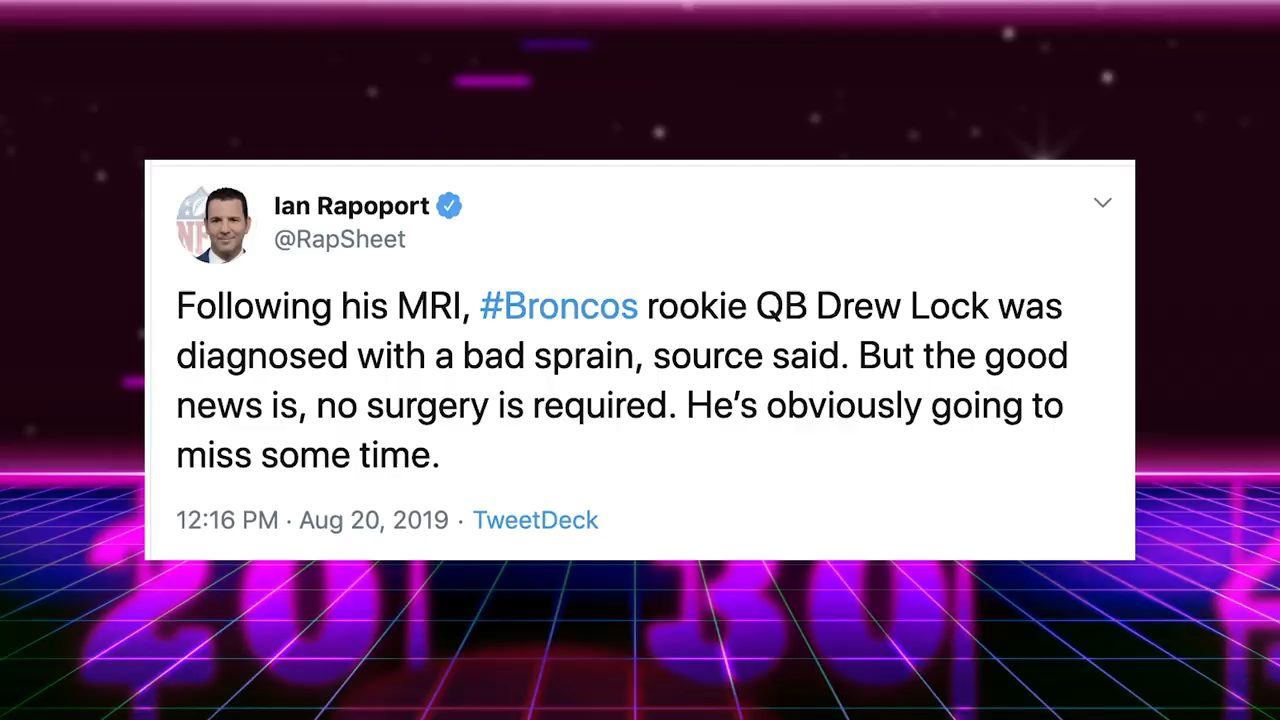 Ian Rapoport
@RapSheet
Following his MRI, #Broncos rookie QB Drew Lock was
diagnosed with a bad sprain, source said. But the good
news is, no surgery is required. He’s obviously going to
miss some time.
12:16 PM · Aug 20, 2019 · TweetDeck
20 30